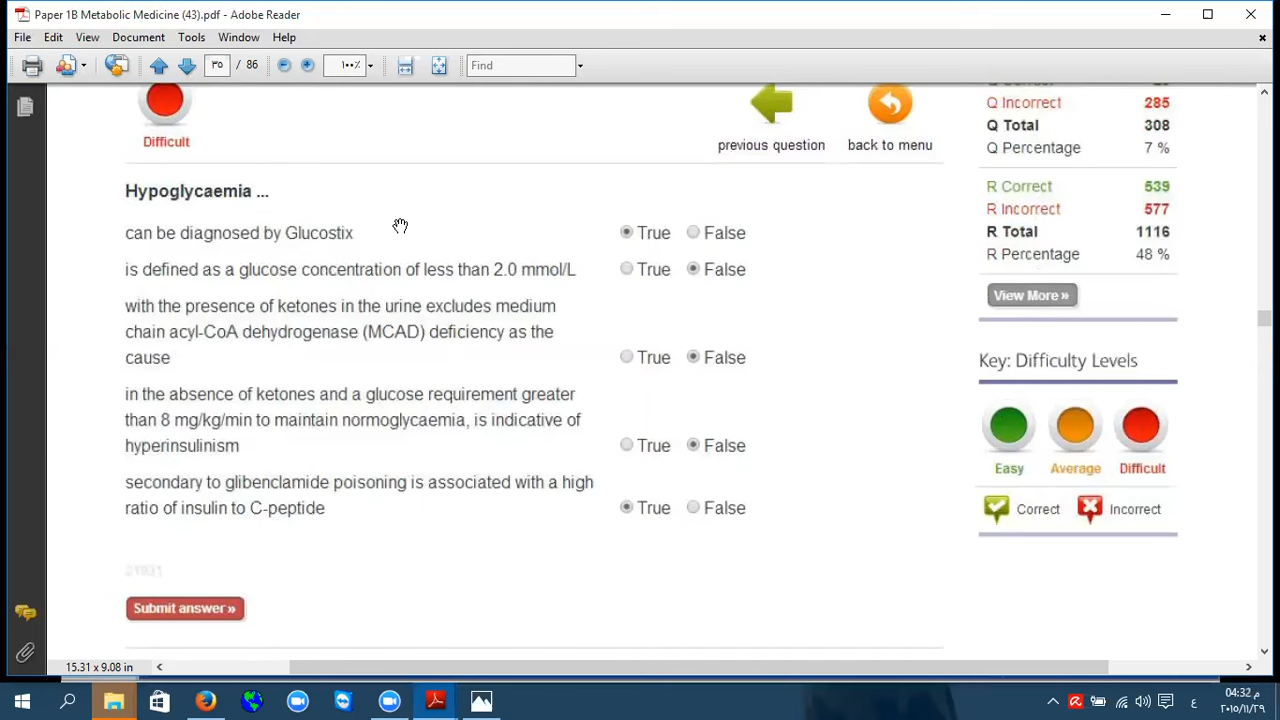 Paper 1B Metabolic Medicine (43).pdf - Adobe Reader
File Edit View Document Tools Window Help
٣٥ / 86 ١٠٠٪ Find
Difficult
previous question back to menu
Q Incorrect 285
Q Total 308
Q Percentage 7 %
R Correct 539
R Incorrect 577
R Total 1116
R Percentage 48 %
View More »
Hypoglycaemia ...
can be diagnosed by Glucostix True False
is defined as a glucose concentration of less than 2.0 mmol/L True False
with the presence of ketones in the urine excludes medium
chain acyl-CoA dehydrogenase (MCAD) deficiency as the
cause True False
in the absence of ketones and a glucose requirement greater
than 8 mg/kg/min to maintain normoglycaemia, is indicative of
hyperinsulinism True False
secondary to glibenclamide poisoning is associated with a high
ratio of insulin to C-peptide True False
21931
Submit answer »
Key: Difficulty Levels
Easy Average Difficult
Correct Incorrect
15.31 x 9.08 in
ع
04:32 م
٢٠١٥/١١/٢٩